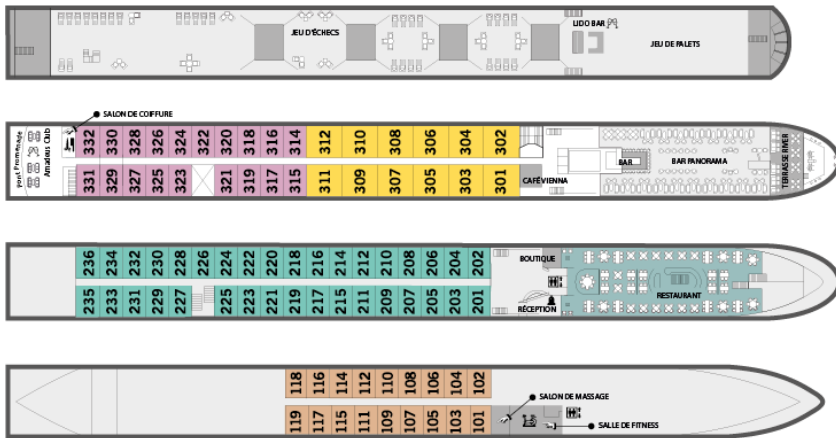 JEU D'ÉCHECS
LIDO BAR
JEU DE PALETS
SALON DE COIFFURE
Pont Promenade
Amadeus Club
332 330 328 326 324 322 320 318 316 314 312 310 308 306 304 302
331 329 327 325 323 321 319 317 315 311 309 307 305 303 301
CAFÉ VIENNA
BAR
BAR PANORAMA
TERRASSE RIVER
236 234 232 230 228 226 224 222 220 218 216 214 212 210 208 206 204 202
235 233 231 229 227 225 223 221 219 217 215 211 209 207 205 203 201
BOUTIQUE
RÉCEPTION
RESTAURANT
118 116 114 112 110 108 106 104 102
119 117 115 111 109 107 105 103 101
SALON DE MASSAGE
SALLE DE FITNESS